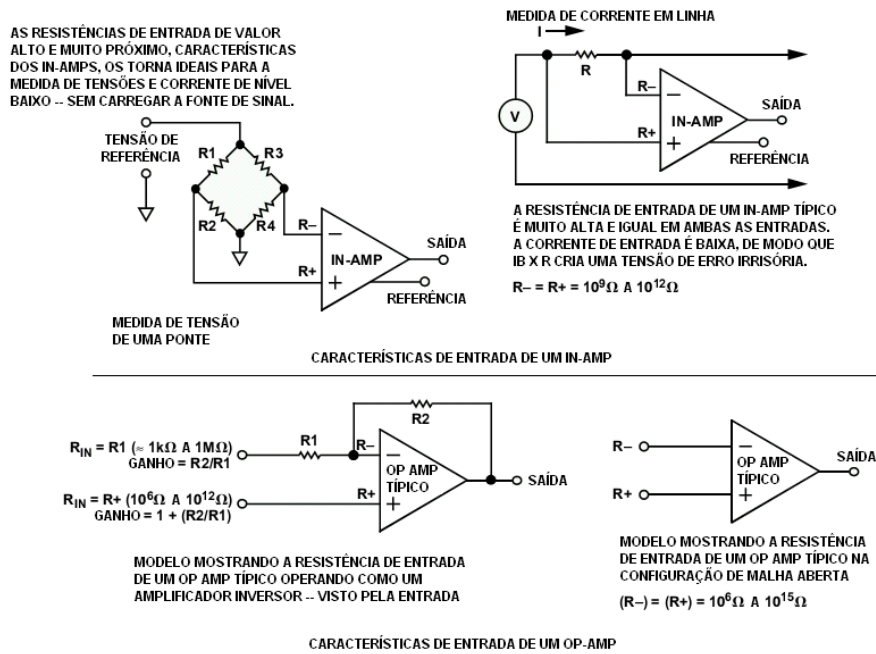 AS RESISTÊNCIAS DE ENTRADA DE VALOR
ALTO E MUITO PRÓXIMO, CARACTERÍSTICAS
DOS IN-AMPS, OS TORNA IDEAIS PARA A
MEDIDA DE TENSÕES E CORRENTE DE NÍVEL
BAIXO -- SEM CARREGAR A FONTE DE SINAL.
TENSÃO DE
REFERÊNCIA
R1
R3
R2
R4
R–
R+
IN-AMP
SAÍDA
REFERÊNCIA
MEDIDA DE TENSÃO
DE UMA PONTE
MEDIDA DE CORRENTE EM LINHA
I
R
R–
R+
V
IN-AMP
SAÍDA
REFERÊNCIA
A RESISTÊNCIA DE ENTRADA DE UM IN-AMP TÍPICO
É MUITO ALTA E IGUAL EM AMBAS AS ENTRADAS.
A CORRENTE DE ENTRADA É BAIXA, DE MODO QUE
IB X R CRIA UMA TENSÃO DE ERRO IRRISÓRIA.
R– = R+ = 10⁹Ω A 10¹²Ω
CARACTERÍSTICAS DE ENTRADA DE UM IN-AMP
R2
R1
R–
R+
R_IN = R1 (≈ 1kΩ A 1MΩ)
GANHO = R2/R1
R_IN = R+ (10⁶Ω A 10¹²Ω)
GANHO = 1 + (R2/R1)
OP AMP
TÍPICO
SAÍDA
MODELO MOSTRANDO A RESISTÊNCIA DE ENTRADA
DE UM OP AMP TÍPICO OPERANDO COMO UM
AMPLIFICADOR INVERSOR -- VISTO PELA ENTRADA
R–
R+
OP AMP
TÍPICO
SAÍDA
MODELO MOSTRANDO A RESISTÊNCIA
DE ENTRADA DE UM OP AMP TÍPICO NA
CONFIGURAÇÃO DE MALHA ABERTA
(R–) = (R+) = 10⁶Ω A 10¹⁵Ω
CARACTERÍSTICAS DE ENTRADA DE UM OP-AMP